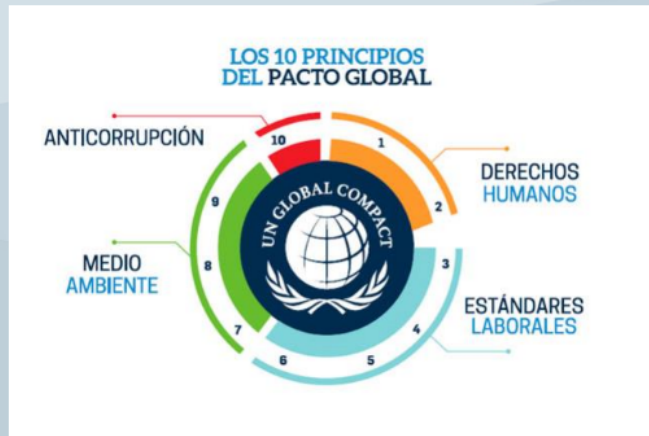 LOS 10 PRINCIPIOS
DEL PACTO GLOBAL
ANTICORRUPCIÓN
10
1
DERECHOS
HUMANOS
2
9
UN GLOBAL COMPACT
3
8
MEDIO
AMBIENTE
ESTÁNDARES
LABORALES
4
7
6
5